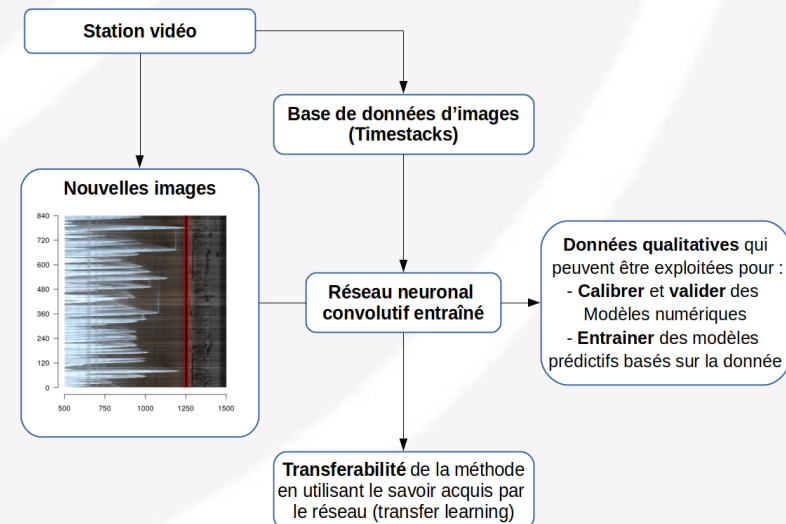 Station vidéo
Base de données d'images
(Timestacks)
Nouvelles images
840
720
600
480
360
240
120
0
500
750
1000
1250
1500
Réseau neuronal
convolutif entraîné
Données qualitatives qui
peuvent être exploitées pour :
- Calibrer et valider des
Modèles numériques
- Entrainer des modèles
prédictifs basés sur la donnée
Transferabilité de la méthode
en utilisant le savoir acquis par
le réseau (transfer learning)